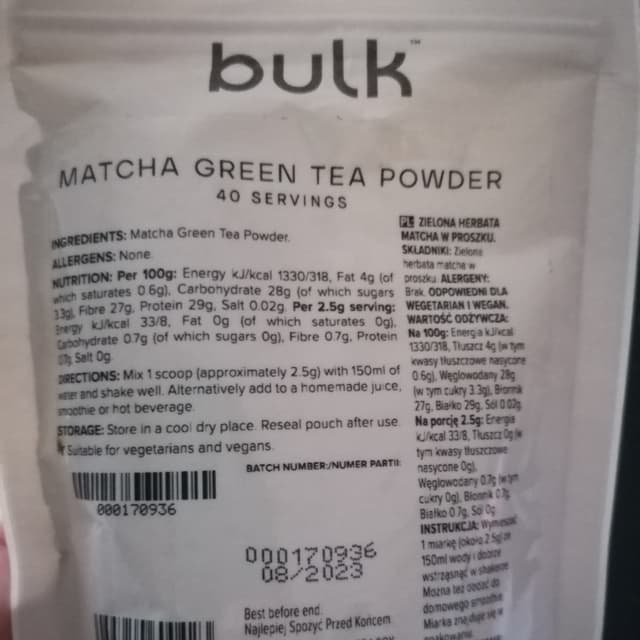 bulk™
MATCHA GREEN TEA POWDER
40 SERVINGS
INGREDIENTS: Matcha Green Tea Powder.
ALLERGENS: None.
NUTRITION: Per 100g: Energy kJ/kcal 1330/318, Fat 4g (of
which saturates 0.6g), Carbohydrate 28g (of which sugars
3.3g), Fibre 27g, Protein 29g, Salt 0.02g. Per 2.5g serving:
Energy kJ/kcal 33/8, Fat 0g (of which saturates 0g),
Carbohydrate 0.7g (of which sugars 0g), Fibre 0.7g, Protein
0.7g, Salt 0g.
DIRECTIONS: Mix 1 scoop (approximately 2.5g) with 150ml of
water and shake well. Alternatively add to a homemade juice,
smoothie or hot beverage.
STORAGE: Store in a cool dry place. Reseal pouch after use.
Suitable for vegetarians and vegans.
BATCH NUMBER:/NUMER PARTII:
000170936
000170936
08/2023
Best before end:
Najlepiej Spożyć Przed Końcem:
PL ZIELONA HERBATA
MATCHA W PROSZKU.
SKŁADNIKI: Zielona
herbata matcha w
proszku. ALERGENY:
Brak. ODPOWIEDNI DLA
WEGETARIAN I WEGAN.
WARTOŚĆ ODŻYWCZA:
Na 100g: Energia kJ/kcal
1330/318, Tłuszcz 4g (w tym
kwasy tłuszczowe nasycone
0.6g), Węglowodany 28g
(w tym cukry 3.3g), Błonnik
27g, Białko 29g, Sól 0.02g.
Na porcję 2.5g: Energia
kJ/kcal 33/8, Tłuszcz 0g (w
tym kwasy tłuszczowe
nasycone 0g),
Węglowodany 0.7g (w tym
cukry 0g), Błonnik 0.7g,
Białko 0.7g, Sól 0g.
INSTRUKCJA: Wymieszać
1 miarkę (około 2.5g) ze
150ml wody i dobrze
wstrząsnąć w shakerze.
Można też dodać do
domowego smoothie
Miarka znajduje się w
opakowaniu.